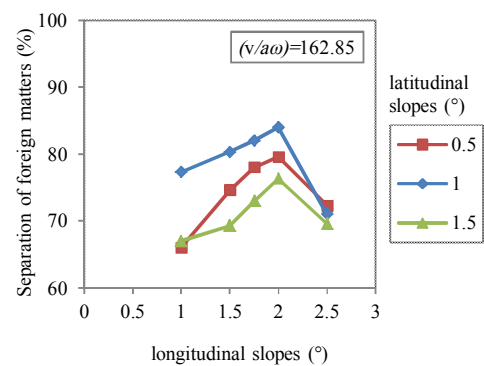 Separation of foreign matters (%)
100
90
80
70
60
(v/aω)=162.85
0 0.5 1 1.5 2 2.5 3
longitudinal slopes (°)
latitudinal
slopes (°)
0.5
1
1.5